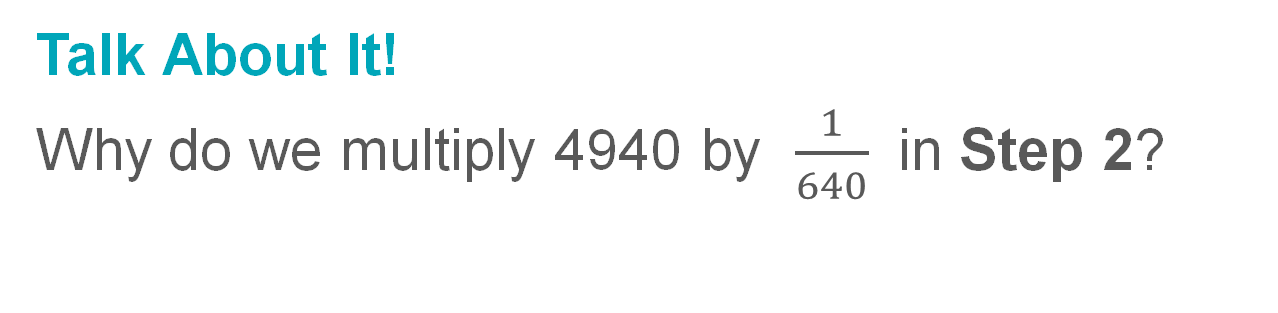 Talk About It!
Why do we multiply 4940 by 1/640 in Step 2?